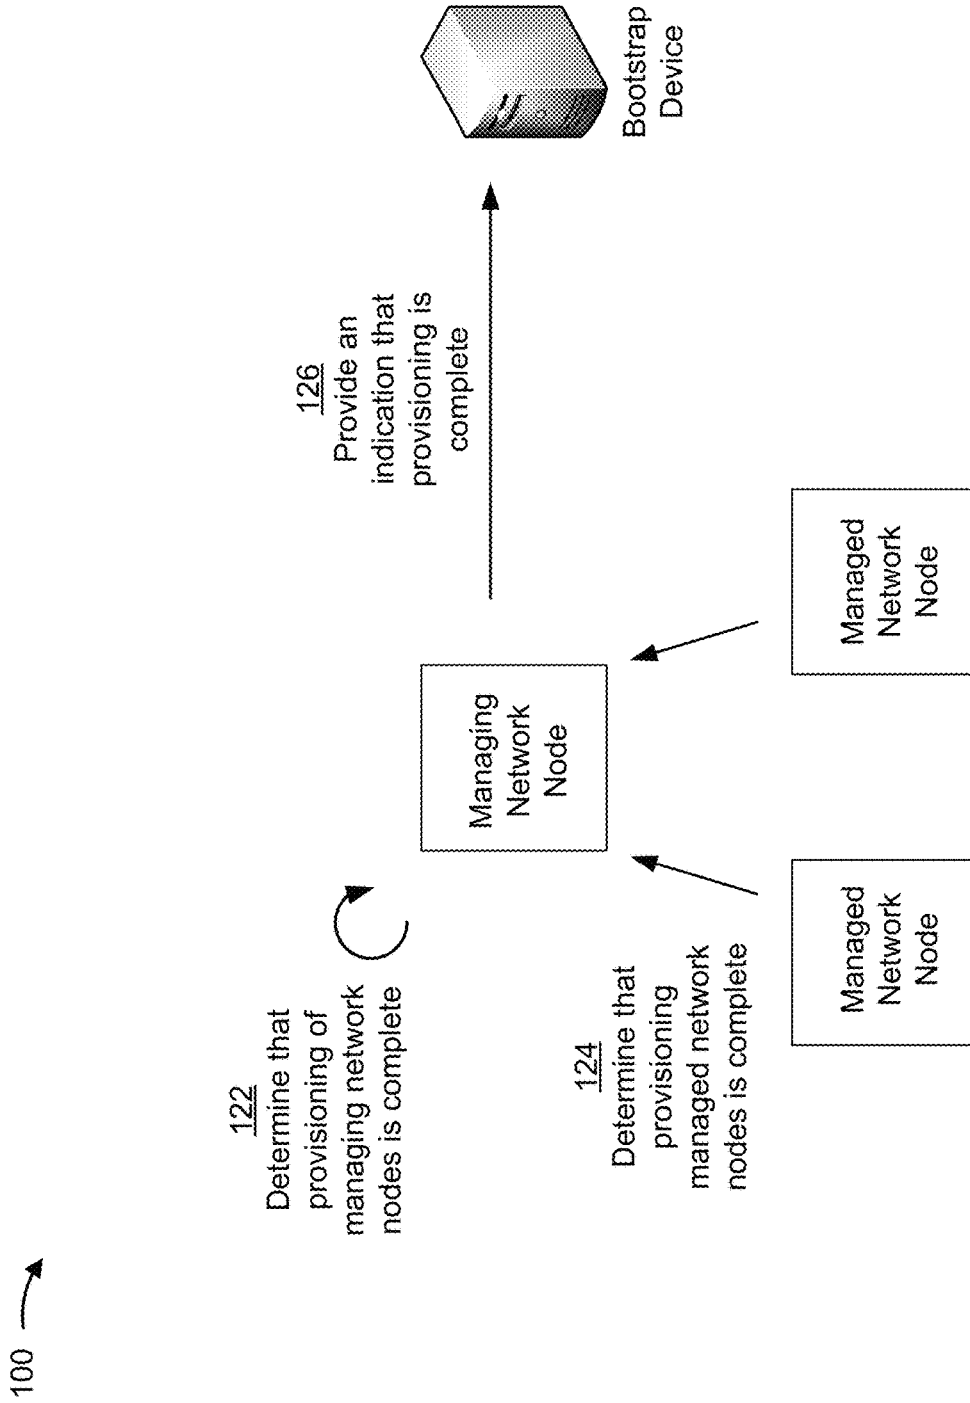 100
122
Determine that
provisioning of
managing network
nodes is complete
126
Provide an
indication that
provisioning is
complete
Managing
Network
Node
Bootstrap
Device
124
Determine that
provisioning
managed network
nodes is complete
Managed
Network
Node
Managed
Network
Node